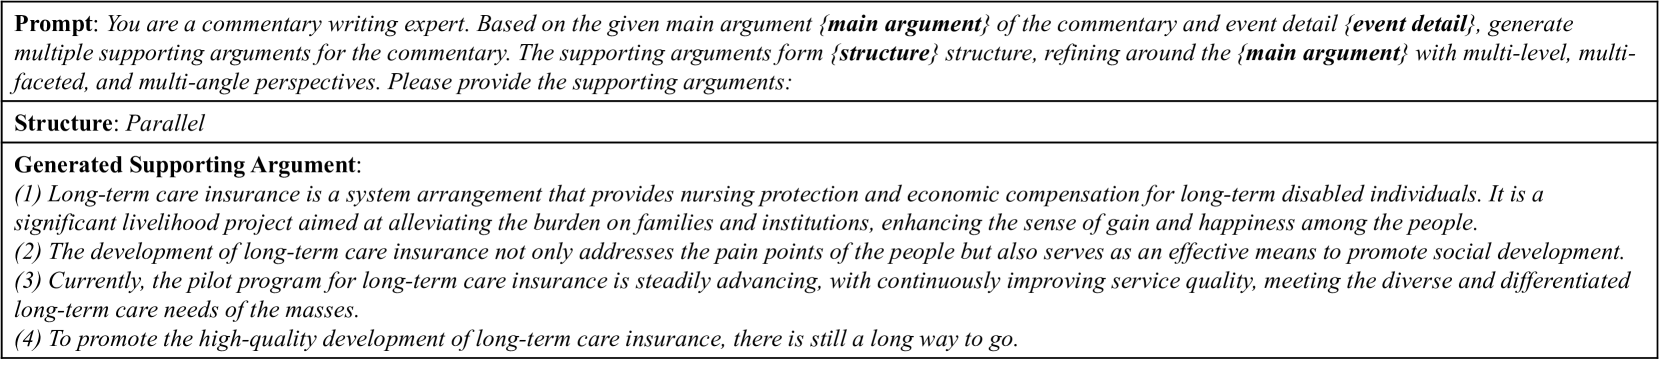 Prompt: You are a commentary writing expert. Based on the given main argument {main argument} of the commentary and event detail {event detail}, generate
multiple supporting arguments for the commentary. The supporting arguments form {structure} structure, refining around the {main argument} with multi-level, multi-
faceted, and multi-angle perspectives. Please provide the supporting arguments:
Structure: Parallel
Generated Supporting Argument:
(1) Long-term care insurance is a system arrangement that provides nursing protection and economic compensation for long-term disabled individuals. It is a
significant livelihood project aimed at alleviating the burden on families and institutions, enhancing the sense of gain and happiness among the people.
(2) The development of long-term care insurance not only addresses the pain points of the people but also serves as an effective means to promote social development.
(3) Currently, the pilot program for long-term care insurance is steadily advancing, with continuously improving service quality, meeting the diverse and differentiated
long-term care needs of the masses.
(4) To promote the high-quality development of long-term care insurance, there is still a long way to go.